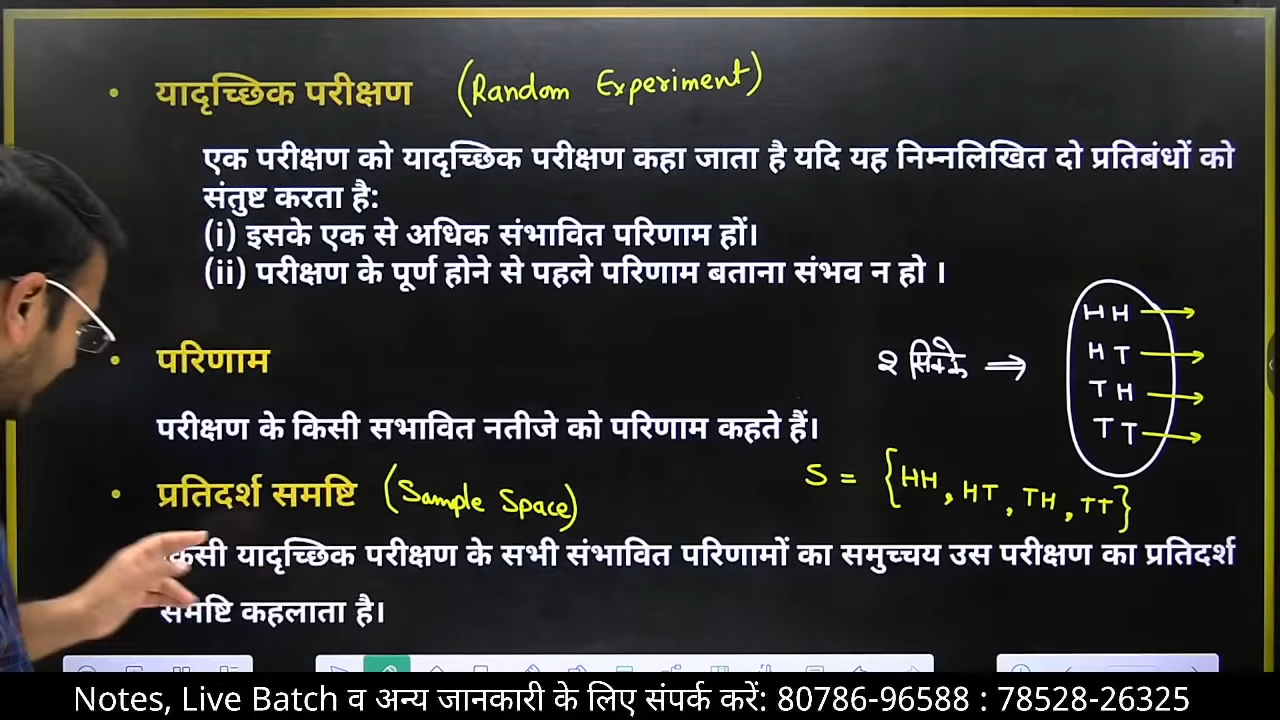 • यादृच्छिक परीक्षण (Random Experiment)
एक परीक्षण को यादृच्छिक परीक्षण कहा जाता है यदि यह निम्नलिखित दो प्रतिबंधों को
संतुष्ट करता है:
(i) इसके एक से अधिक संभावित परिणाम हों।
(ii) परीक्षण के पूर्ण होने से पहले परिणाम बताना संभव न हो ।
• परिणाम
२ सिक्के ⇒
HH →
HT →
TH →
TT →
परीक्षण के किसी सभावित नतीजे को परिणाम कहते हैं।
• प्रतिदर्श समष्टि (Sample Space)
S = {HH, HT, TH, TT}
किसी यादृच्छिक परीक्षण के सभी संभावित परिणामों का समुच्चय उस परीक्षण का प्रतिदर्श
समष्टि कहलाता है।
Notes, Live Batch व अन्य जानकारी के लिए संपर्क करें: 80786-96588 : 78528-26325